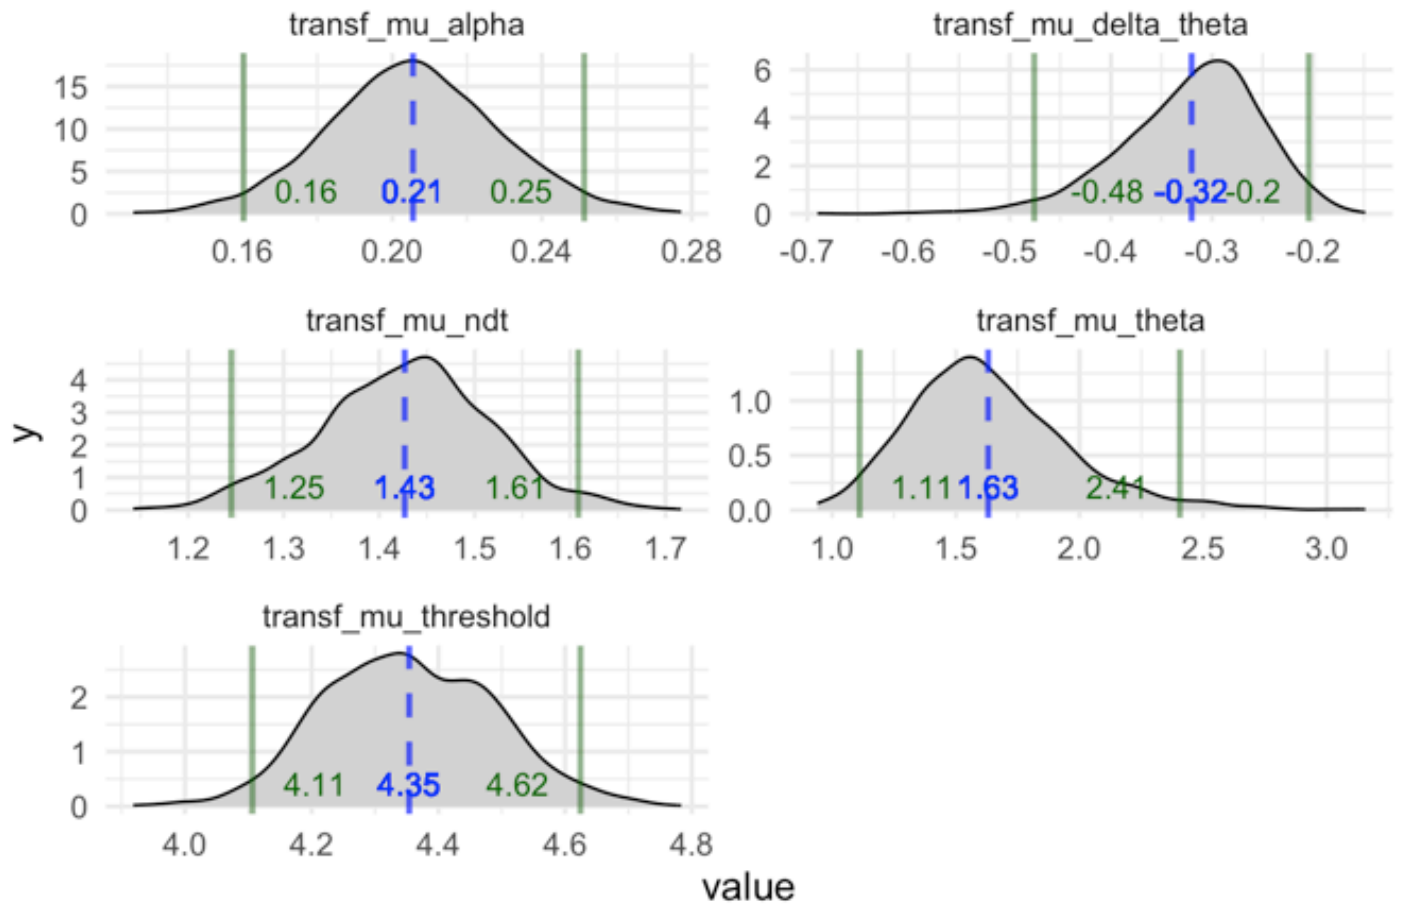 transf_mu_alpha
15
10
5
0
0.16 0.21 0.25
0.16 0.20 0.24 0.28
transf_mu_delta_theta
6
4
2
0
-0.48 -0.32 -0.2
-0.7 -0.6 -0.5 -0.4 -0.3 -0.2
y
transf_mu_ndt
4
3
2
1
0
1.25 1.43 1.61
1.2 1.3 1.4 1.5 1.6 1.7
transf_mu_theta
1.0
0.5
0.0
1.11 1.63 2.41
1.0 1.5 2.0 2.5 3.0
transf_mu_threshold
2
1
0
4.11 4.35 4.62
4.0 4.2 4.4 4.6 4.8
value